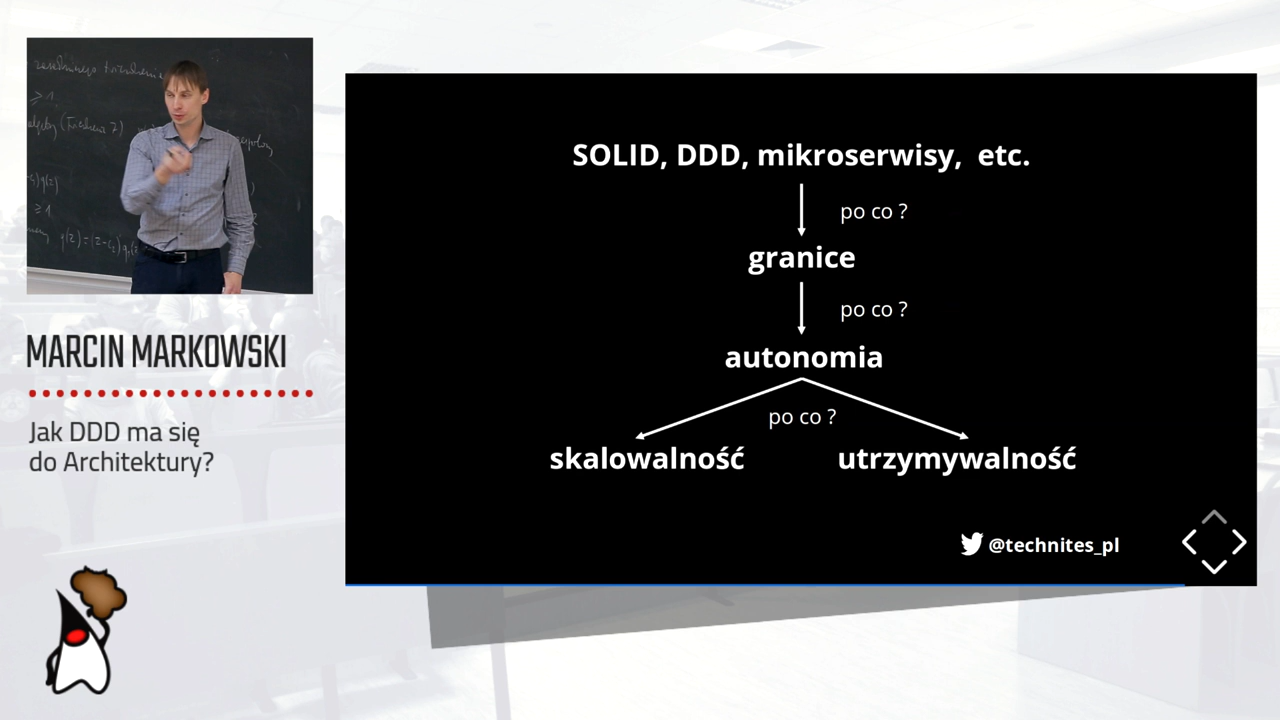 MARCIN MARKOWSKI
Jak DDD ma się
do Architektury?
SOLID, DDD, mikroserwisy, etc.
po co ?
granice
po co ?
autonomia
po co ?
skalowalność utrzymywalność
@technites_pl